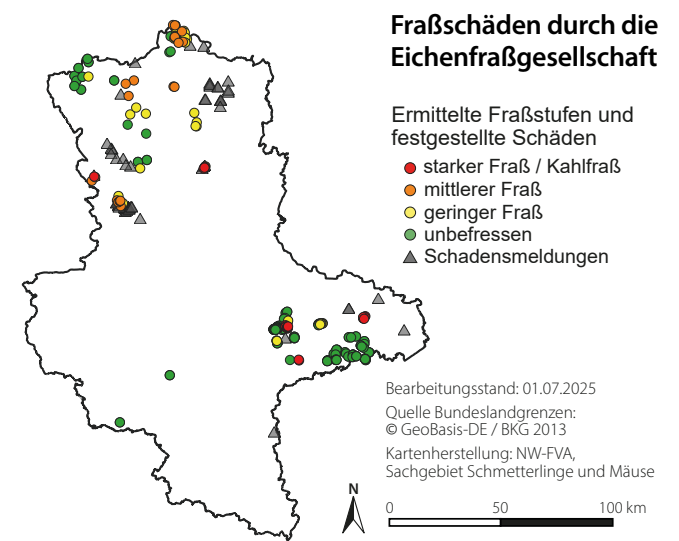 Fraßschäden durch die
Eichenfraßgesellschaft
Ermittelte Fraßstufen und
festgestellte Schäden
starker Fraß / Kahlfraß
mittlerer Fraß
geringer Fraß
unbefressen
Schadensmeldungen
Bearbeitungsstand: 01.07.2025
Quelle Bundeslandgrenzen:
© GeoBasis-DE / BKG 2013
Kartenherstellung: NW-FVA,
Sachgebiet Schmetterlinge und Mäuse
N
0 50 100 km